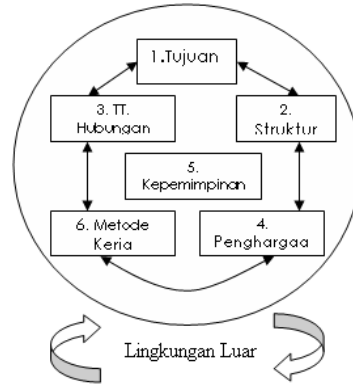 1.Tujuan
3. TT.
Hubungan
2.
Struktur
5.
Kepemimpinan
6. Metode
Kerja
4.
Penghargaa
Lingkungan Luar